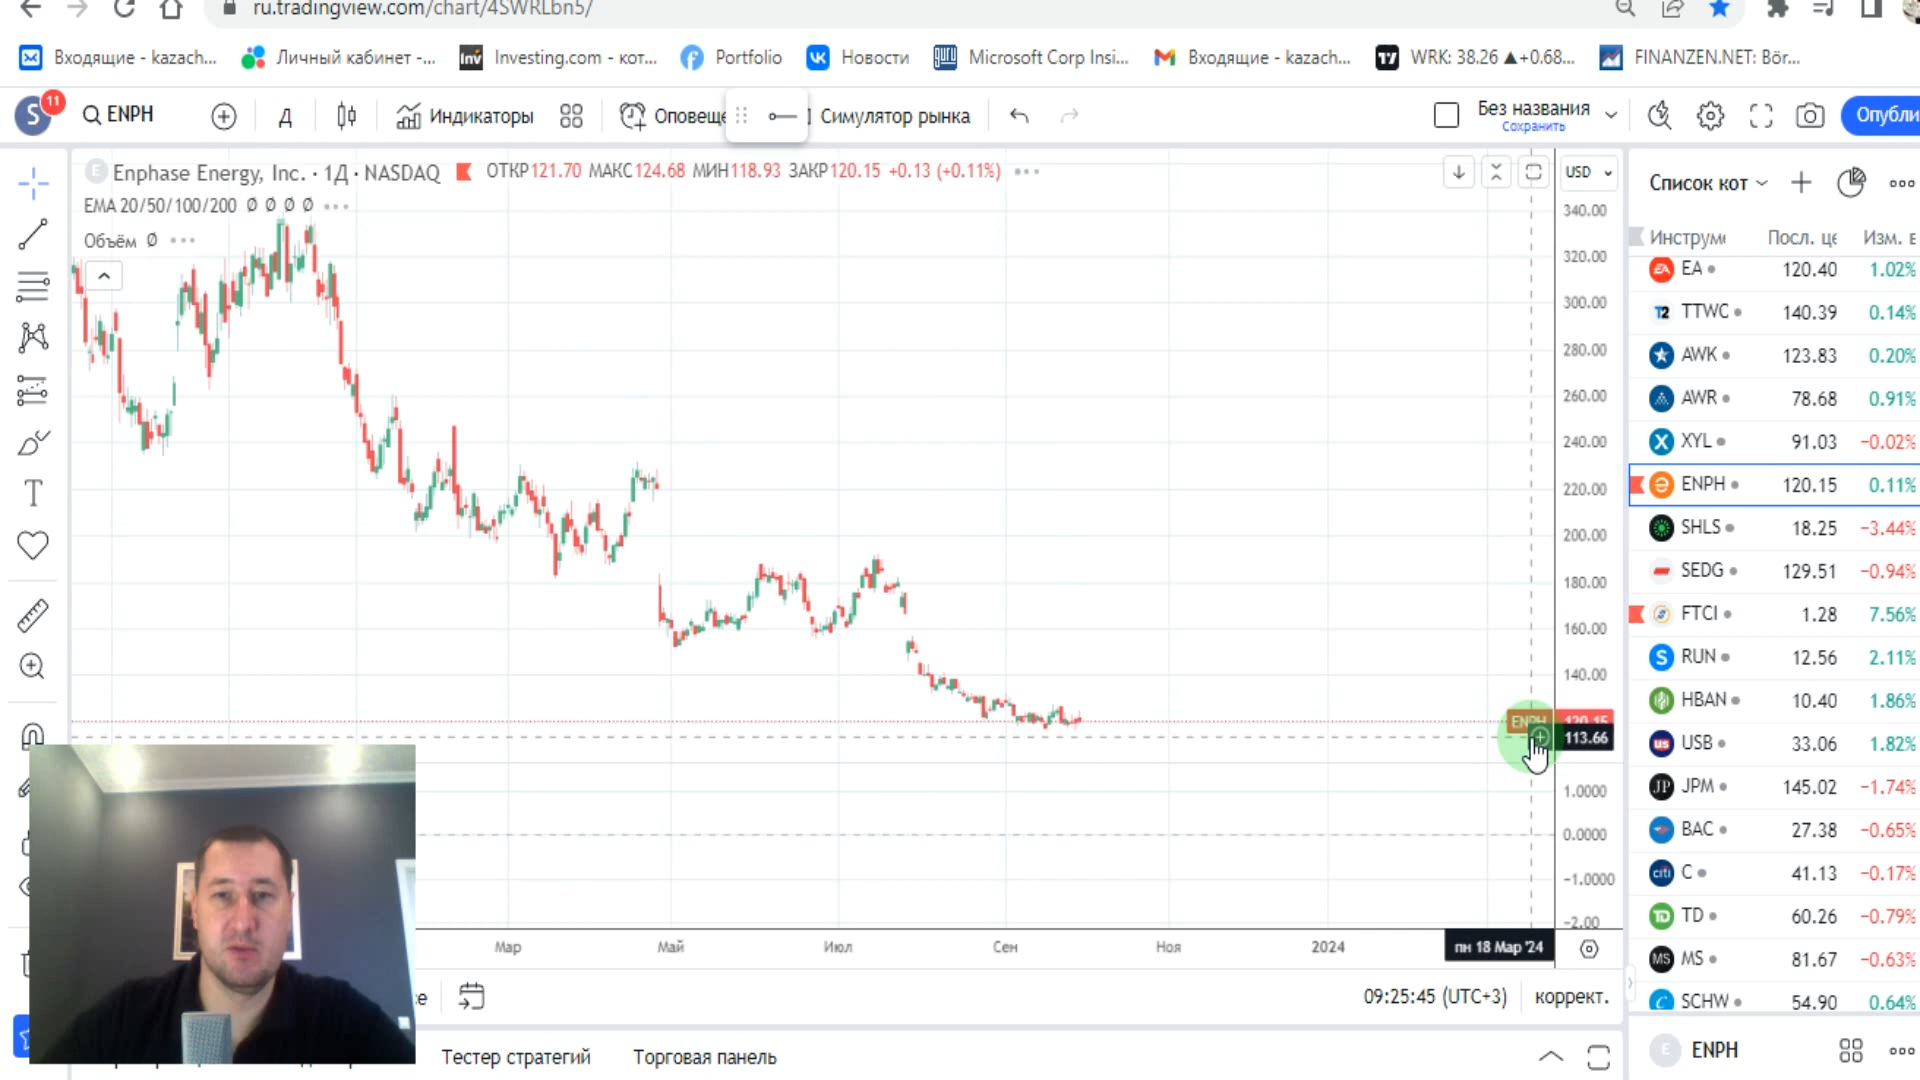 ru.tradingview.com/chart/4SWRLbn5/
Входящие - kazach...
Личный кабинет -...
Investing.com - кот...
Portfolio
Новости
Microsoft Corp Insi...
Входящие - kazach...
WRK: 38.26 ▲+0.68...
FINANZEN.NET: Bör...
S 11
ENPH
Д
Индикаторы
Оповеще
Симулятор рынка
Без названия
Сохранить
Опубли
Enphase Energy, Inc. · 1Д · NASDAQ
ОТКР121.70 МАКС124.68 МИН118.93 ЗАКР120.15 +0.13 (+0.11%)
EMA 20/50/100/200 Ø Ø Ø Ø
Объём Ø
USD
340.00
320.00
300.00
280.00
260.00
240.00
220.00
200.00
180.00
160.00
140.00
ENPH 120.15
113.66
1.0000
0.0000
−1.0000
−2.00
Мар
Май
Июл
Сен
Ноя
2024
пн 18 Мар '24
09:25:45 (UTC+3)
коррект.
Тестер стратегий
Торговая панель
Список кот
Инструм Посл. це Изм. в
EA 120.40 1.02%
TTWC 140.39 0.14%
AWK 123.83 0.20%
AWR 78.68 0.91%
XYL 91.03 −0.02%
ENPH 120.15 0.11%
SHLS 18.25 −3.44%
SEDG 129.51 −0.94%
FTCI 1.28 7.56%
RUN 12.56 2.11%
HBAN 10.40 1.86%
USB 33.06 1.82%
JPM 145.02 −1.74%
BAC 27.38 −0.65%
C 41.13 −0.17%
TD 60.26 −0.79%
MS 81.67 −0.63%
SCHW 54.90 0.64%
ENPH